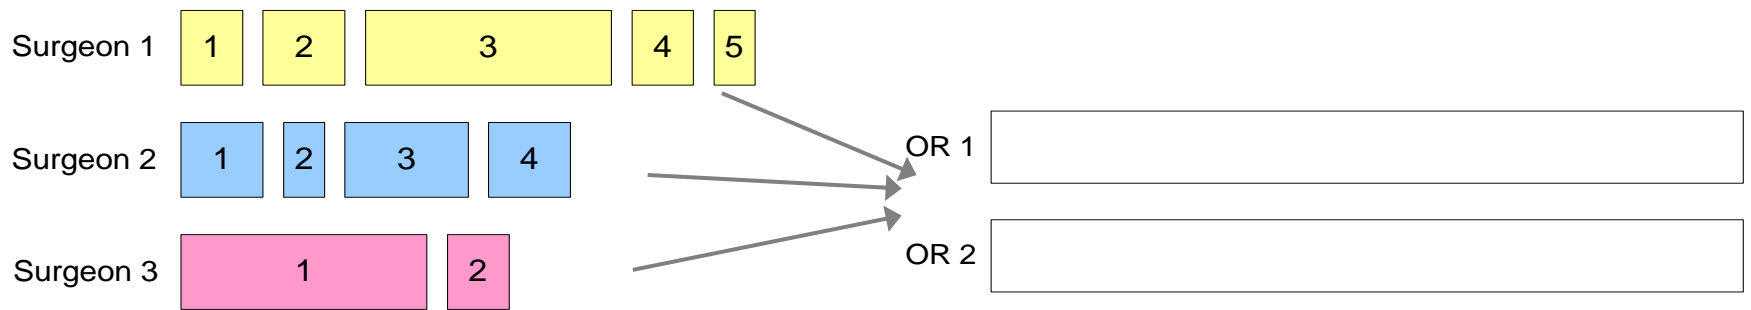 Surgeon 1 1 2 3 4 5
Surgeon 2 1 2 3 4
Surgeon 3 1 2
OR 1
OR 2